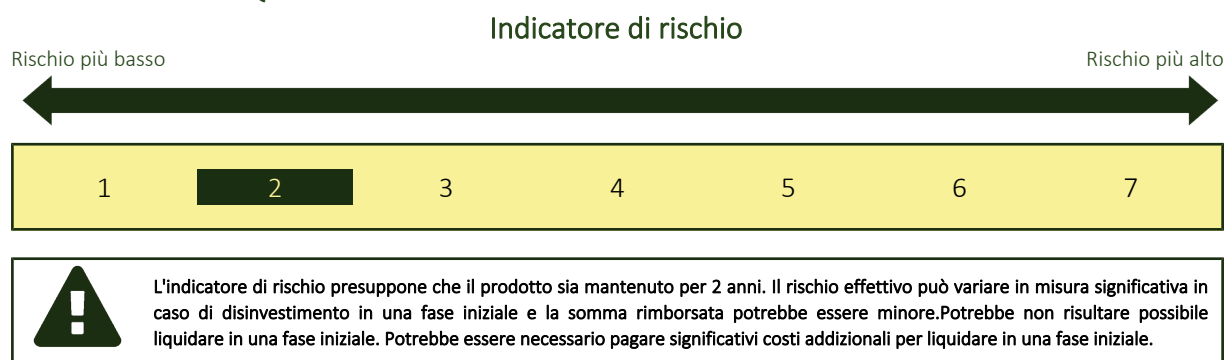 Indicatore di rischio
Rischio più basso
Rischio più alto
1 2 3 4 5 6 7
L'indicatore di rischio presuppone che il prodotto sia mantenuto per 2 anni. Il rischio effettivo può variare in misura significativa in
caso di disinvestimento in una fase iniziale e la somma rimborsata potrebbe essere minore.Potrebbe non risultare possibile
liquidare in una fase iniziale. Potrebbe essere necessario pagare significativi costi addizionali per liquidare in una fase iniziale.